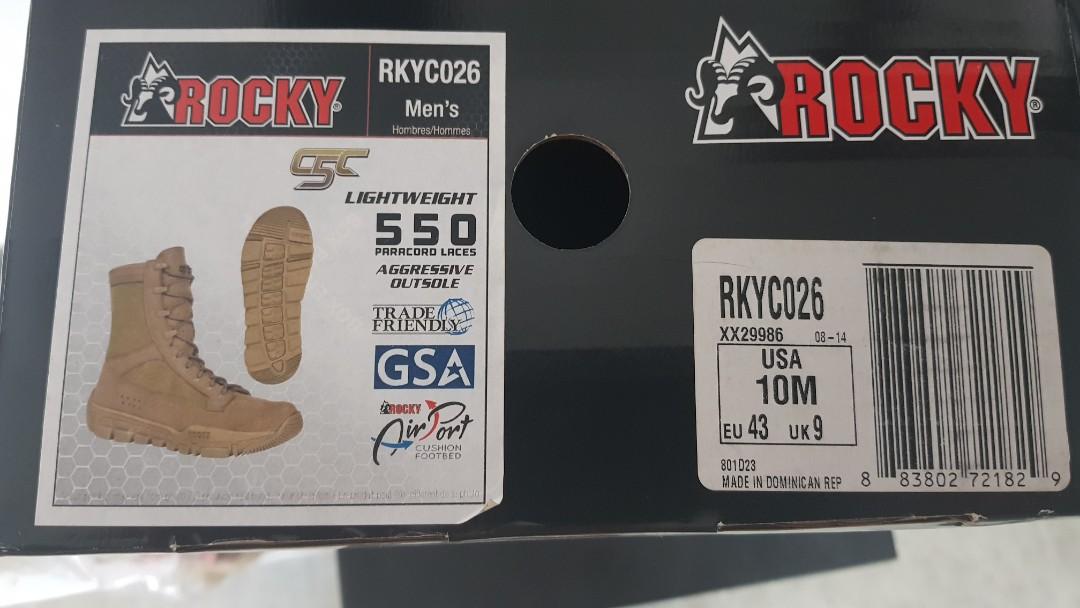 ROCKY®
RKYC026
Men's
Hombres/Hommes
C5C
LIGHTWEIGHT
550
PARACORD LACES
AGGRESSIVE
OUTSOLE
TRADE
FRIENDLY
GSA
ROCKY
AirPort
CUSHION
FOOTBED
ROCKY®
RKYC026
XX29986 08-14
USA
10M
EU 43 UK 9
801D23
MADE IN DOMINICAN REP
8 83802 72182 9